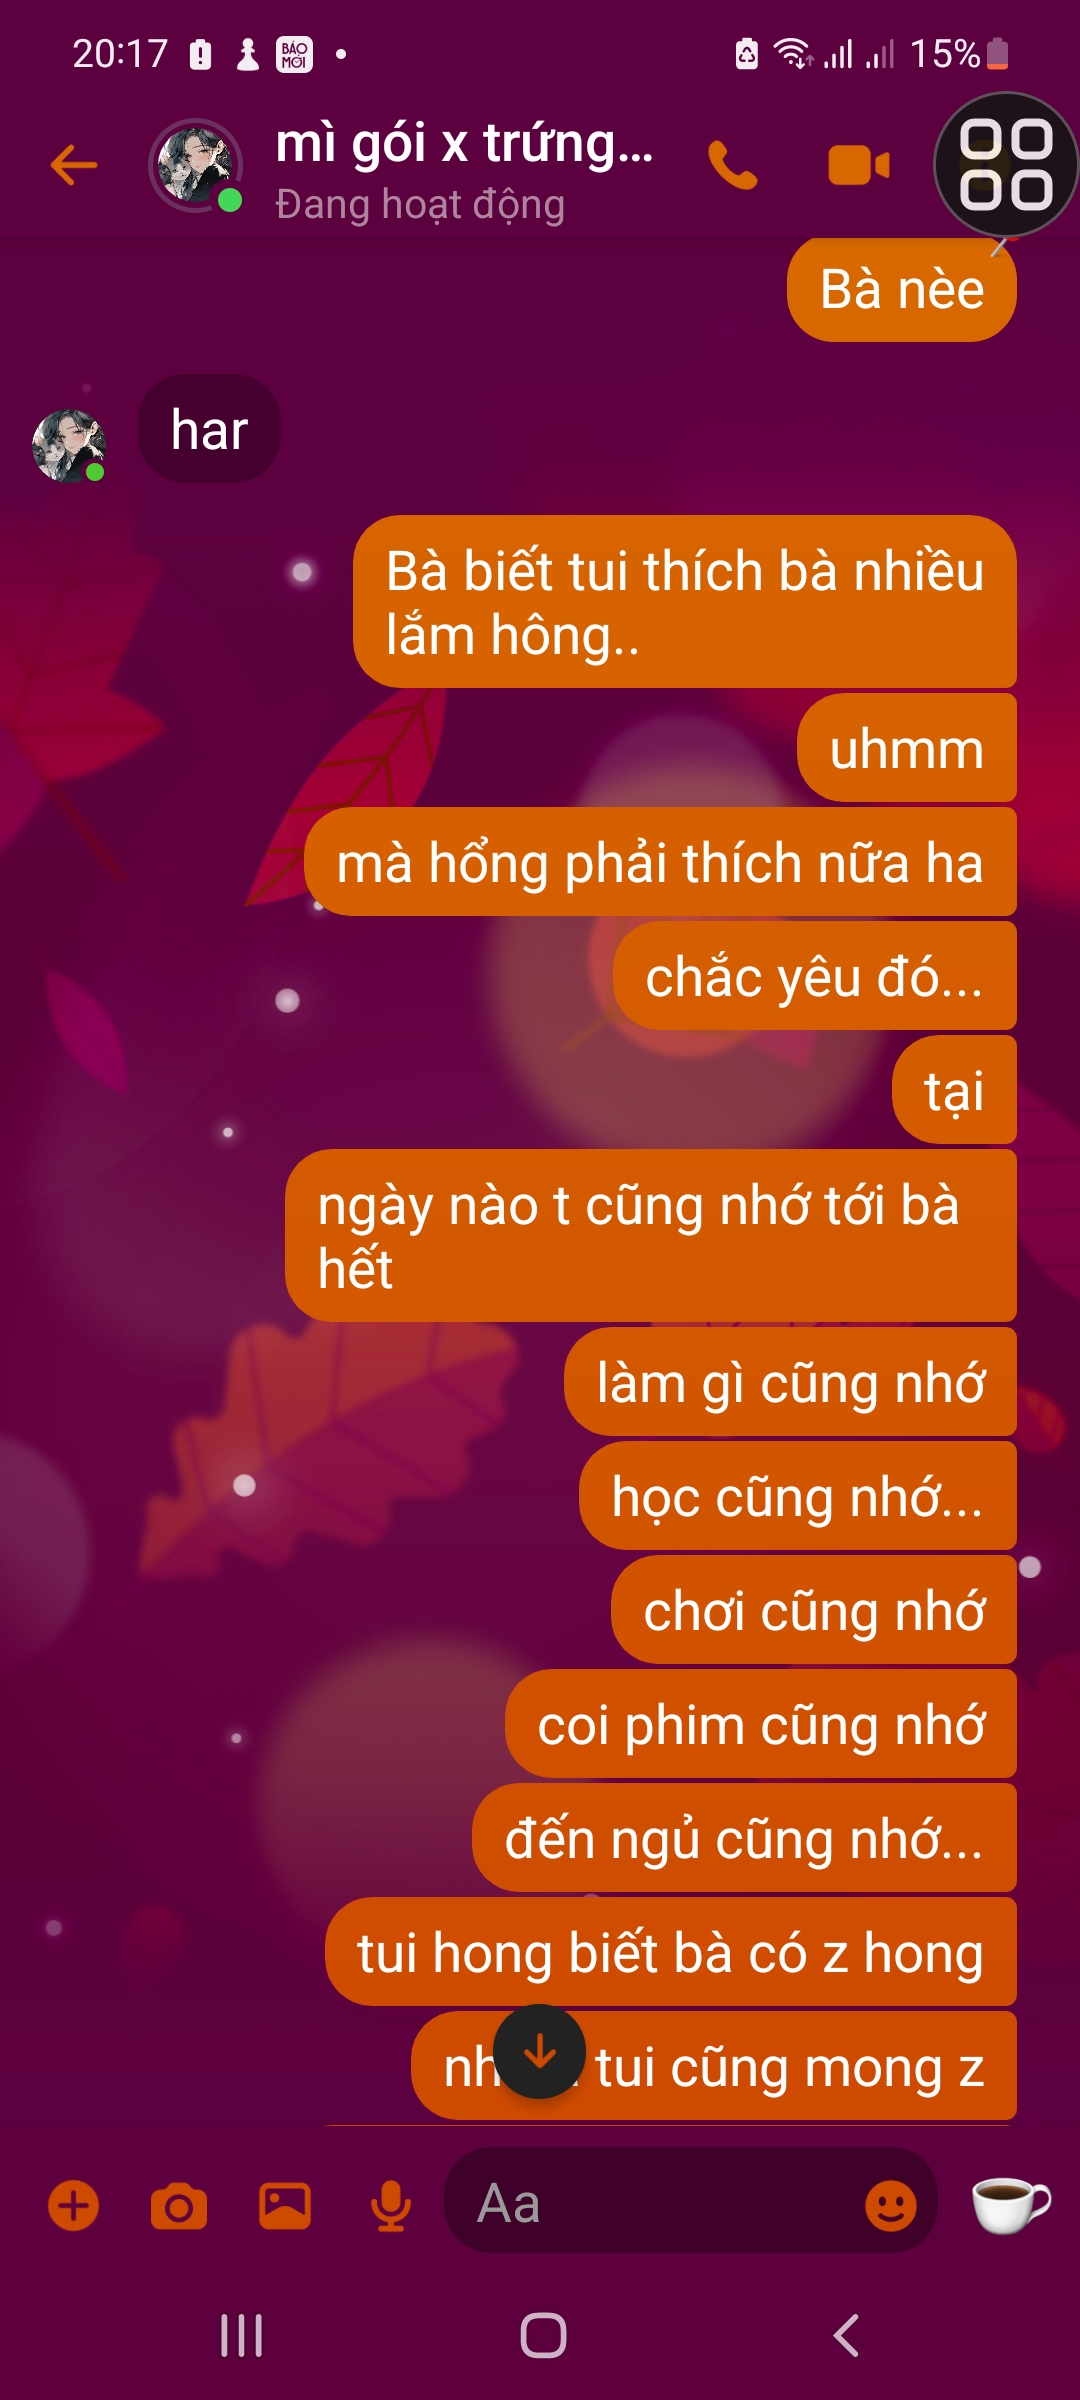 20:17
BÁO
MỚI
15%
mì gói x trứng...
Đang hoạt động
Bà nèe
har
Bà biết tui thích bà nhiều
lắm hông..
uhmm
mà hổng phải thích nữa ha
chắc yêu đó...
tại
ngày nào t cũng nhớ tới bà
hết
làm gì cũng nhớ
học cũng nhớ...
chơi cũng nhớ
coi phim cũng nhớ
đến ngủ cũng nhớ...
tui hong biết bà có z hong
tui cũng mong z
Aa